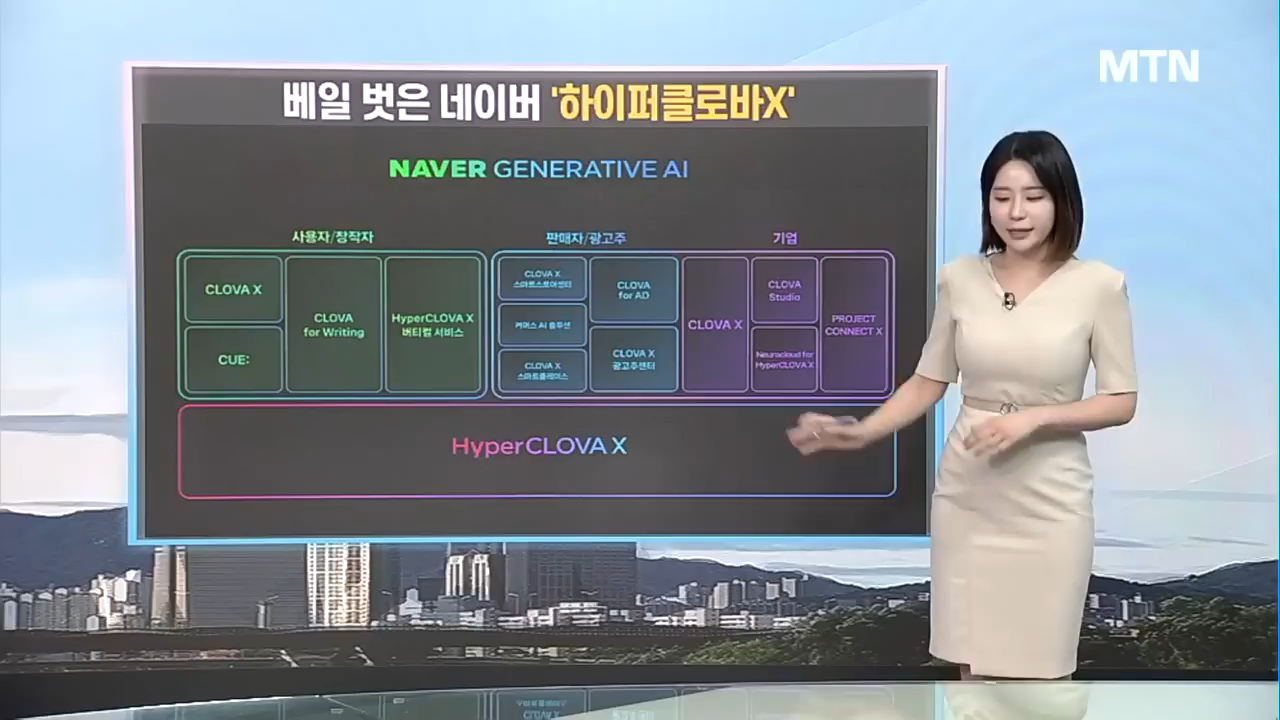 MTN
베일 벗은 네이버 '하이퍼클로바X'
NAVER GENERATIVE AI
사용자/창작자
판매자/광고주
기업
CLOVA X
CUE:
CLOVA
for Writing
HyperCLOVA X
버티컬 서비스
CLOVA X
스마트스토어센터
커머스 AI 솔루션
CLOVA X
스마트플레이스
CLOVA
for AD
CLOVA X
광고주센터
CLOVA X
CLOVA
Studio
Neurocloud for
HyperCLOVA X
PROJECT
CONNECT X
HyperCLOVA X